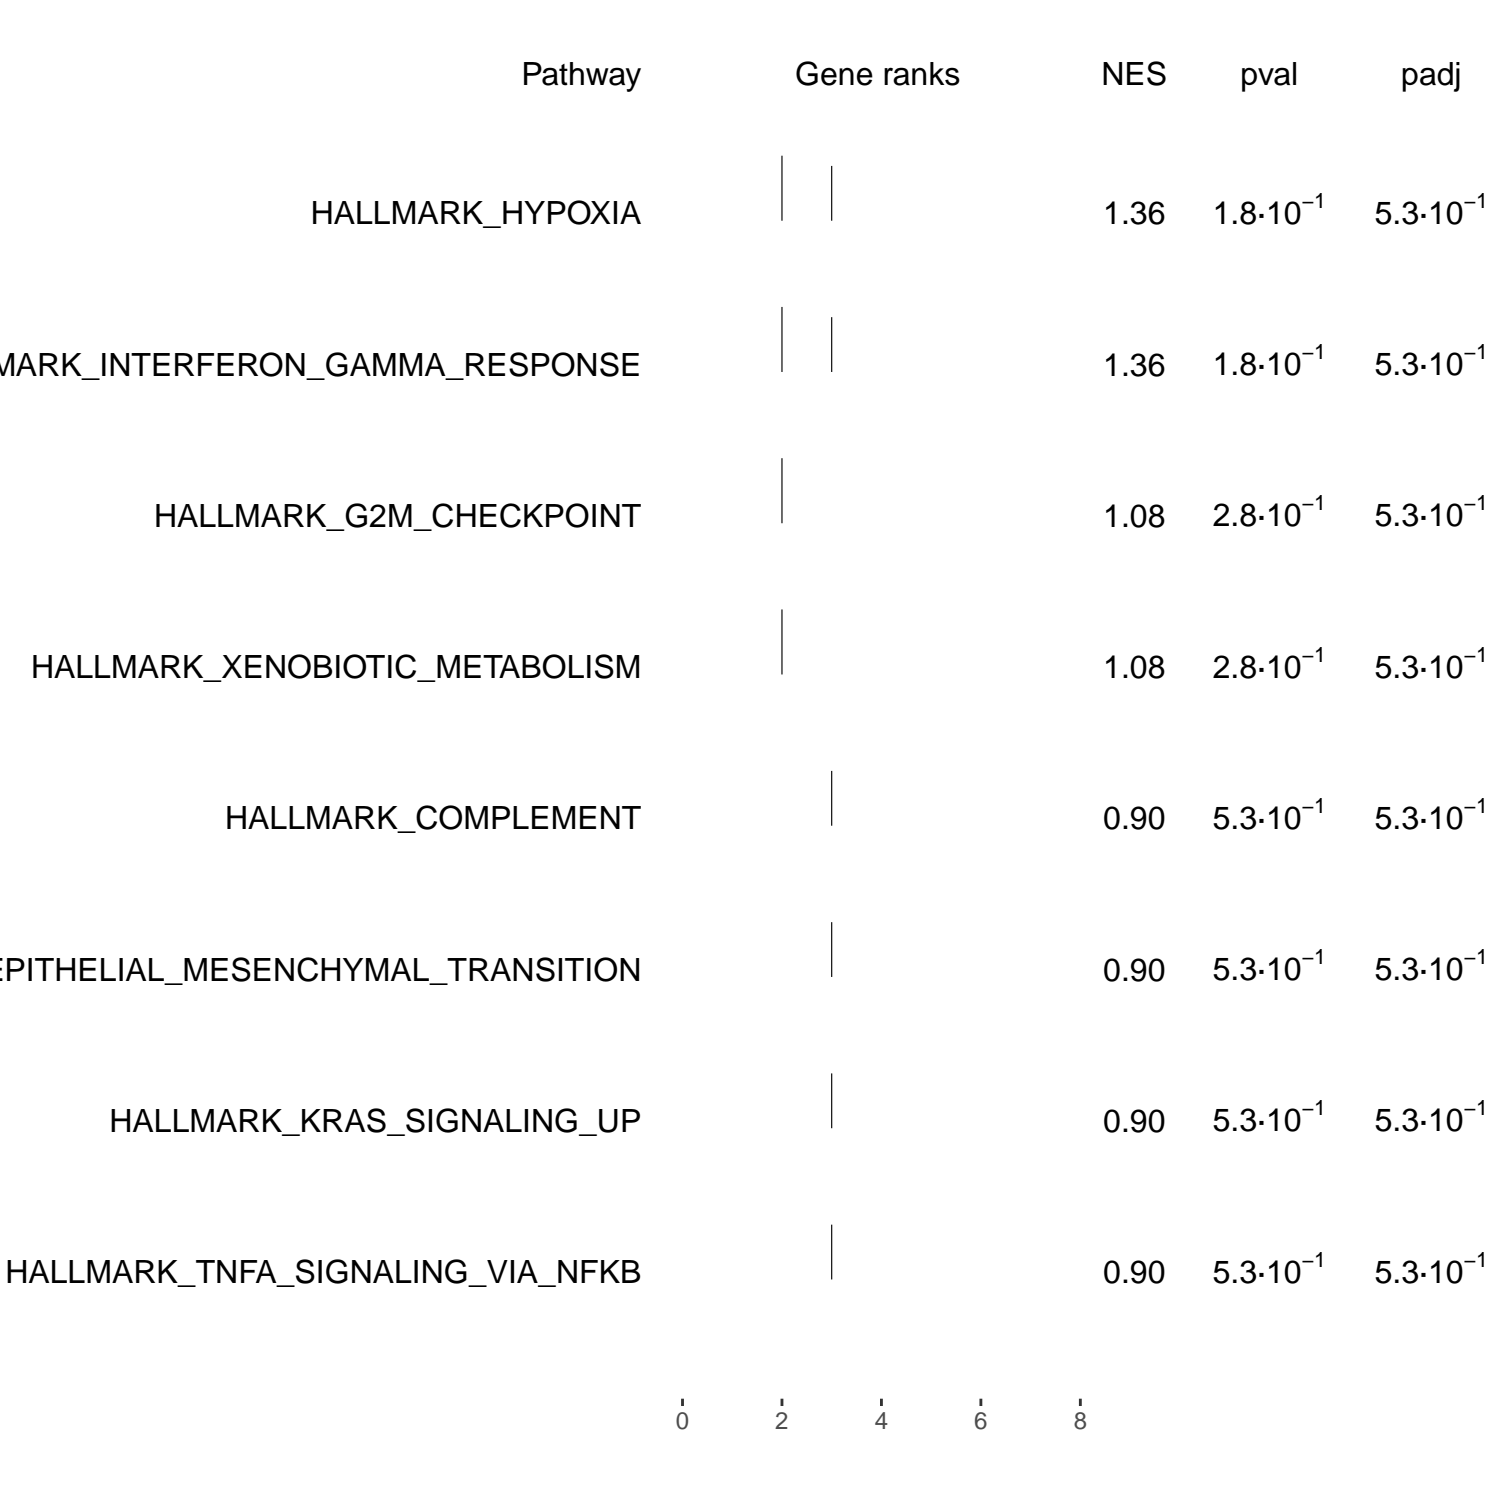 Pathway Gene ranks NES pval padj
HALLMARK_HYPOXIA 1.36 1.8·10⁻¹ 5.3·10⁻¹
MARK_INTERFERON_GAMMA_RESPONSE 1.36 1.8·10⁻¹ 5.3·10⁻¹
HALLMARK_G2M_CHECKPOINT 1.08 2.8·10⁻¹ 5.3·10⁻¹
HALLMARK_XENOBIOTIC_METABOLISM 1.08 2.8·10⁻¹ 5.3·10⁻¹
HALLMARK_COMPLEMENT 0.90 5.3·10⁻¹ 5.3·10⁻¹
EPITHELIAL_MESENCHYMAL_TRANSITION 0.90 5.3·10⁻¹ 5.3·10⁻¹
HALLMARK_KRAS_SIGNALING_UP 0.90 5.3·10⁻¹ 5.3·10⁻¹
HALLMARK_TNFA_SIGNALING_VIA_NFKB 0.90 5.3·10⁻¹ 5.3·10⁻¹
0 2 4 6 8